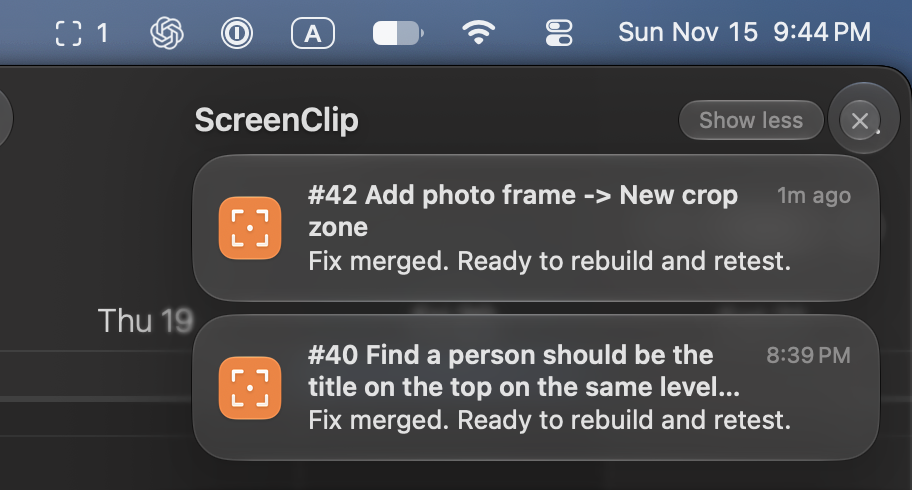 1 A Sun Nov 15 9:44 PM
ScreenClip Show less
#42 Add photo frame -> New crop 1m ago
zone
Fix merged. Ready to rebuild and retest.
Thu 19
#40 Find a person should be the 8:39 PM
title on the top on the same level...
Fix merged. Ready to rebuild and retest.